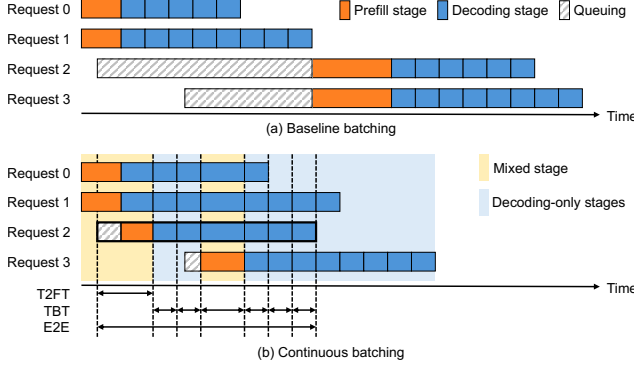 Request 0
Prefill stage
Decoding stage
Queuing
Request 1
Request 2
Request 3
Time
(a) Baseline batching
Request 0
Mixed stage
Request 1
Decoding-only stages
Request 2
Request 3
Time
T2FT
TBT
E2E
(b) Continuous batching